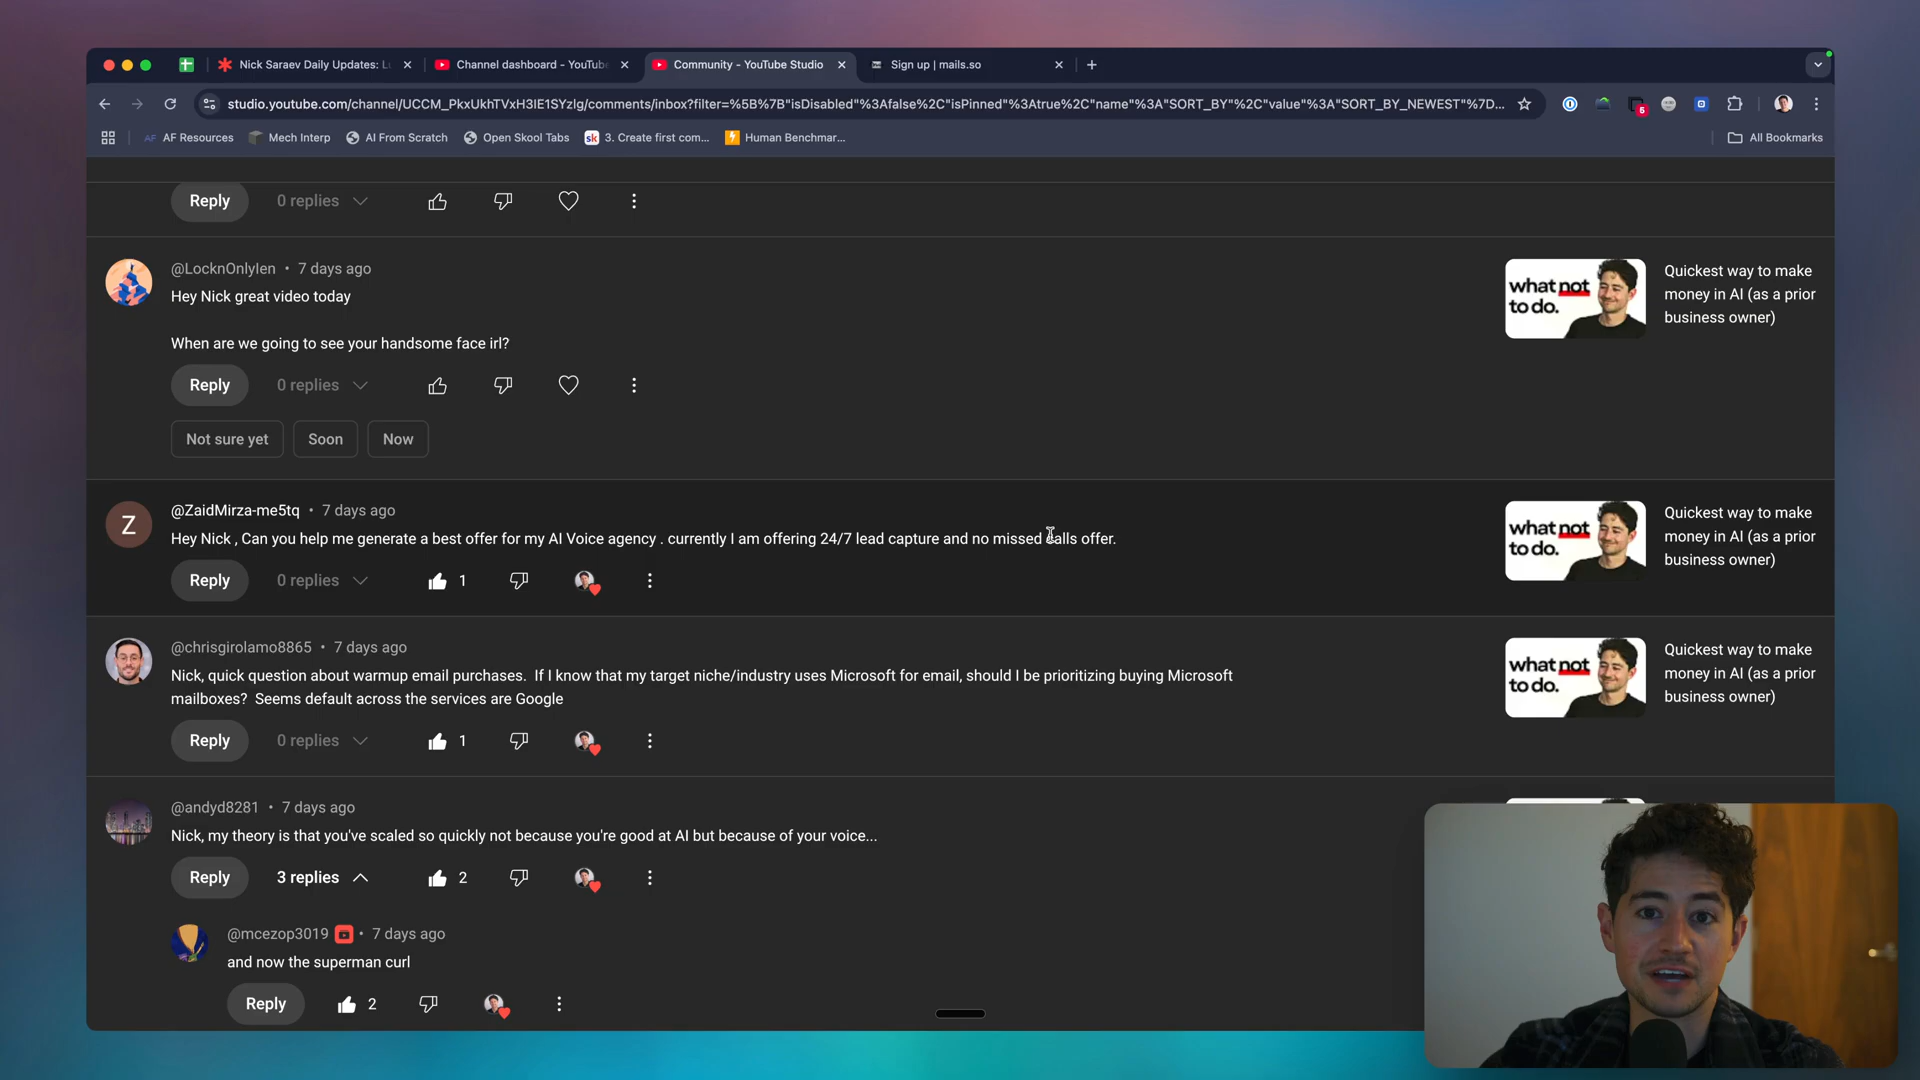 Nick Saraev Daily Updates: L
Channel dashboard - YouTube
Community - YouTube Studio
Sign up | mails.so
studio.youtube.com/channel/UCCM_PkxUkhTVxH3IE1SYzlg/comments/inbox?filter=%5B%7B"isDisabled"%3Afalse%2C"isPinned"%3Atrue%2C"name"%3A"SORT_BY"%2C"value"%3A"SORT_BY_NEWEST"%7D...
5
AF AF Resources
Mech Interp
AI From Scratch
Open Skool Tabs
sk 3. Create first com...
Human Benchmar...
All Bookmarks
Reply
0 replies
@LocknOnlylen • 7 days ago
Hey Nick great video today
When are we going to see your handsome face irl?
Reply
0 replies
Not sure yet
Soon
Now
what not
to do.
Quickest way to make
money in AI (as a prior
business owner)
Z
@ZaidMirza-me5tq • 7 days ago
Hey Nick , Can you help me generate a best offer for my AI Voice agency . currently I am offering 24/7 lead capture and no missed calls offer.
Reply
0 replies
1
what not
to do.
Quickest way to make
money in AI (as a prior
business owner)
@chrisgirolamo8865 • 7 days ago
Nick, quick question about warmup email purchases. If I know that my target niche/industry uses Microsoft for email, should I be prioritizing buying Microsoft
mailboxes? Seems default across the services are Google
Reply
0 replies
1
what not
to do.
Quickest way to make
money in AI (as a prior
business owner)
@andyd8281 • 7 days ago
Nick, my theory is that you've scaled so quickly not because you're good at AI but because of your voice...
Reply
3 replies
2
@mcezop3019 • 7 days ago
and now the superman curl
Reply
2